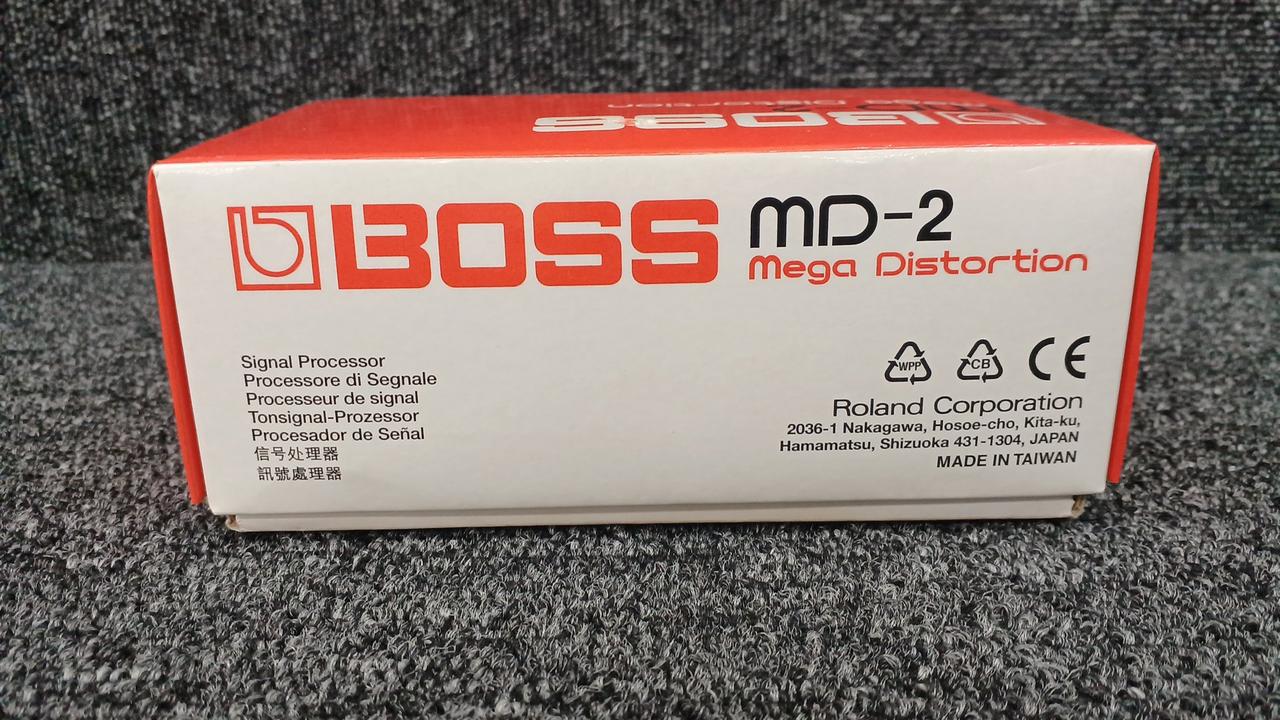 BOSS
Mega Distortion
BOSS
MD-2
Mega Distortion
Signal Processor
Processore di Segnale
Processeur de signal
Tonsignal-Prozessor
Procesador de Señal
信号处理器
訊號處理器
WPP
CB
CE
Roland Corporation
2036-1 Nakagawa, Hosoe-cho, Kita-ku,
Hamamatsu, Shizuoka 431-1304, JAPAN
MADE IN TAIWAN